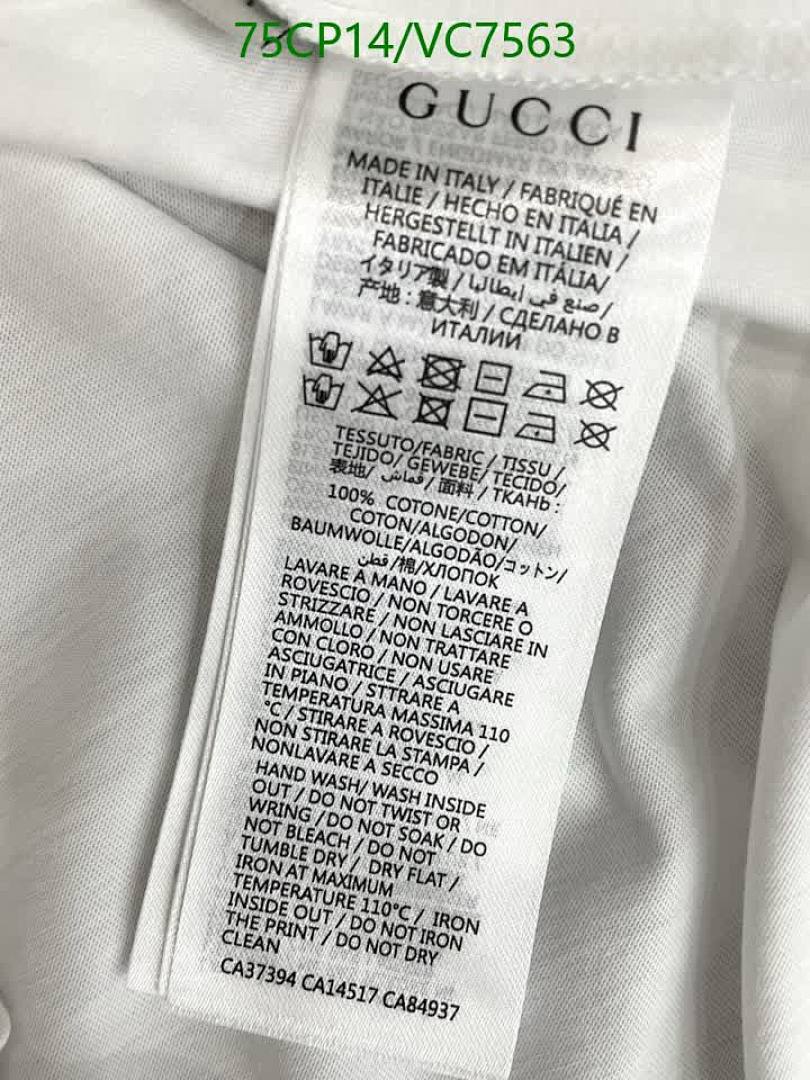 75CP14/VC7563
GUCCI
MADE IN ITALY / FABRIQUÉ EN
ITALIE / HECHO EN ITALIA /
HERGESTELLT IN ITALIEN /
FABRICADO EM ITÁLIA/
イタリア製 / صنع في ايطاليا /
产地 : 意大利 / СДЕЛАНО В
ИТАЛИИ
TESSUTO/FABRIC / TISSU /
TEJIDO/ GEWEBE/TECIDO/
表地/ قماش/ 面料 / ТКАНЬ :
100% COTONE/COTTON/
COTON/ALGODON/
BAUMWOLLE/ALGODÃO/コットン/
قطن/棉/ХЛОПОК
LAVARE A MANO / LAVARE A
ROVESCIO / NON TORCERE O
STRIZZARE / NON LASCIARE IN
AMMOLLO / NON TRATTARE
CON CLORO / NON USARE
ASCIUGATRICE / ASCIUGARE
IN PIANO / STTRARE A
TEMPERATURA MASSIMA 110
°C / STIRARE A ROVESCIO /
NON STIRARE LA STAMPA /
NONLAVARE A SECCO
HAND WASH/ WASH INSIDE
OUT / DO NOT TWIST OR
WRING / DO NOT SOAK / DO
NOT BLEACH / DO NOT
TUMBLE DRY / DRY FLAT /
IRON AT MAXIMUM
TEMPERATURE 110°C / IRON
INSIDE OUT / DO NOT IRON
THE PRINT / DO NOT DRY
CLEAN
CA37394 CA14517 CA84937